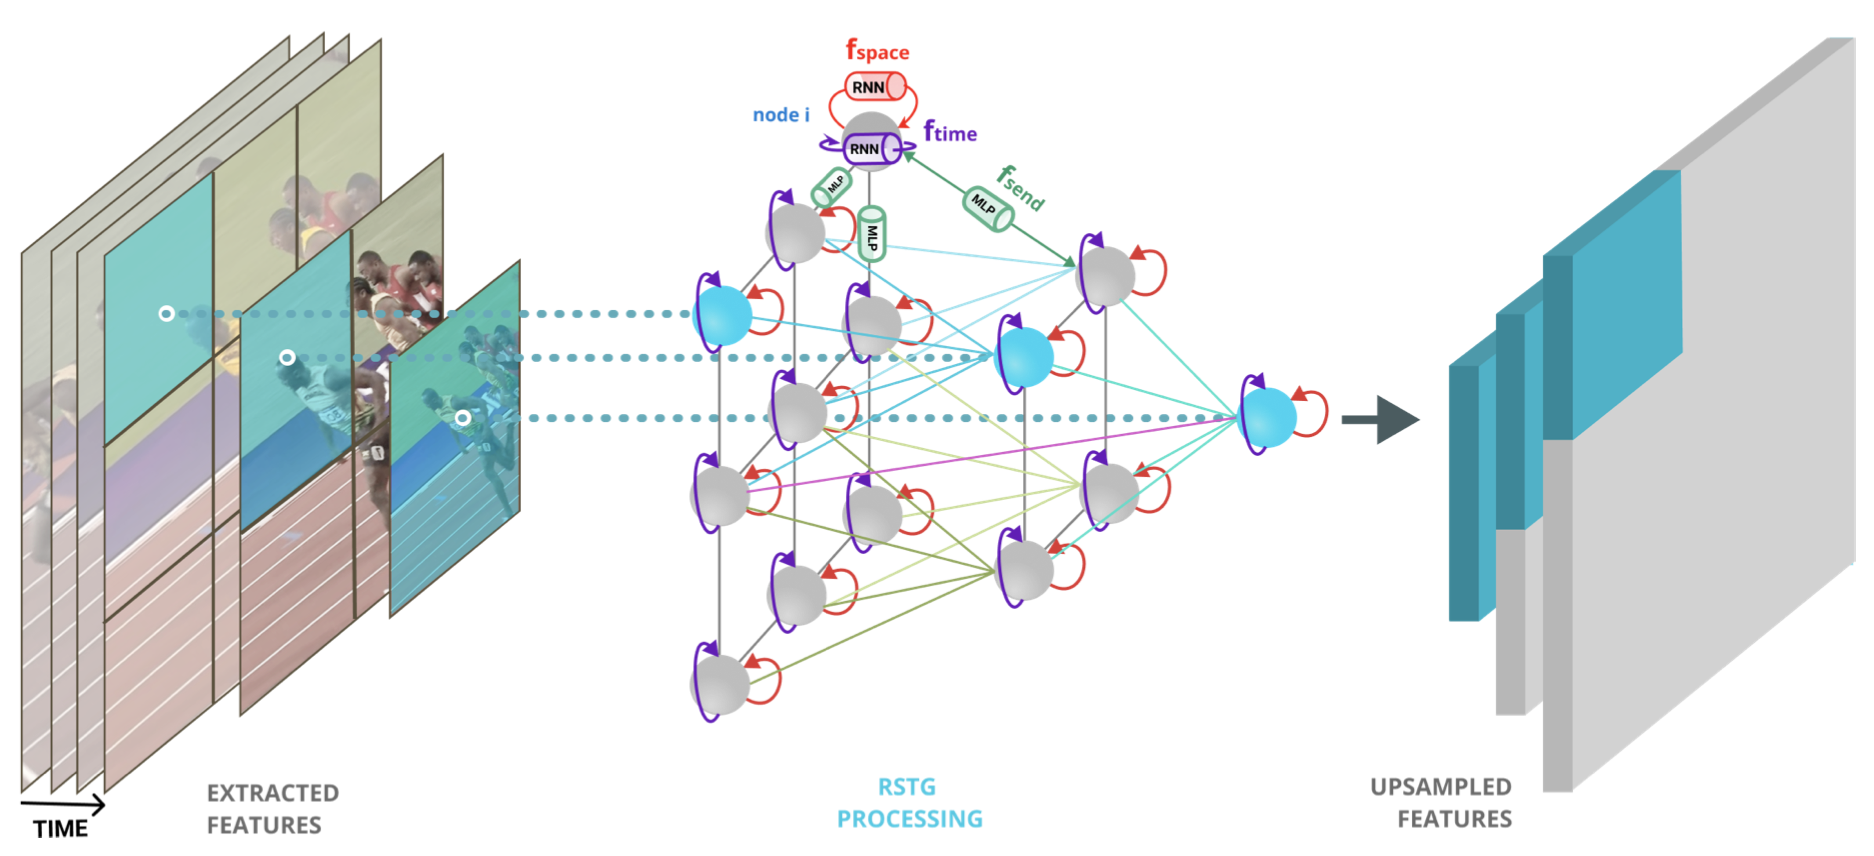 fspace
RNN
node i
ftime
RNN
MLP
fsend
MLP
MLP
TIME
EXTRACTED
FEATURES
RSTG
PROCESSING
UPSAMPLED
FEATURES